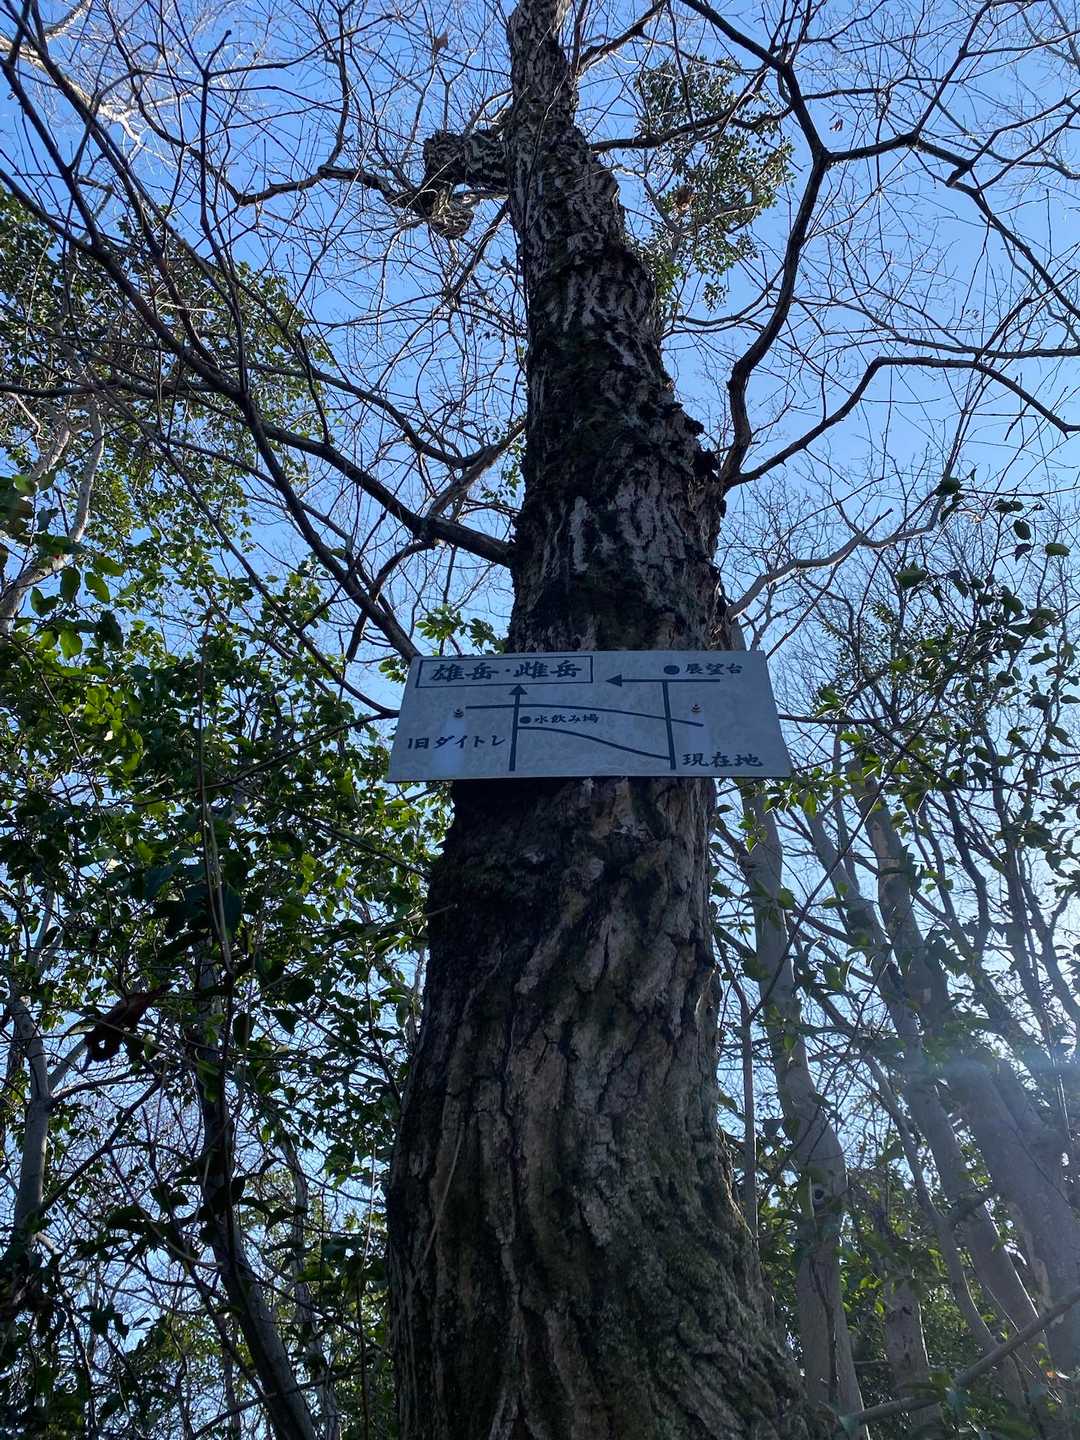 雄岳・雌岳
展望台
水飲み場
旧ダイトレ
現在地